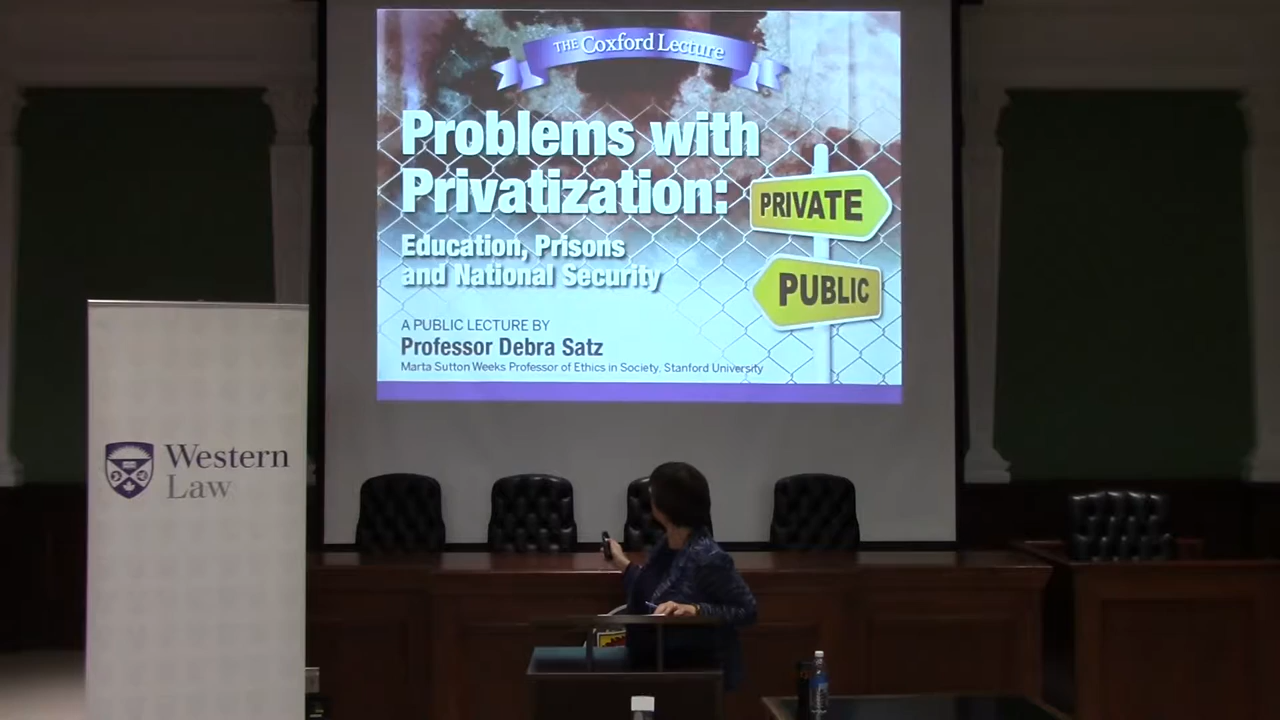 THE Coxford Lecture
Problems with
Privatization:
Education, Prisons
and National Security
A PUBLIC LECTURE BY
Professor Debra Satz
Marta Sutton Weeks Professor of Ethics in Society, Stanford University
PRIVATE
PUBLIC
Western
Law